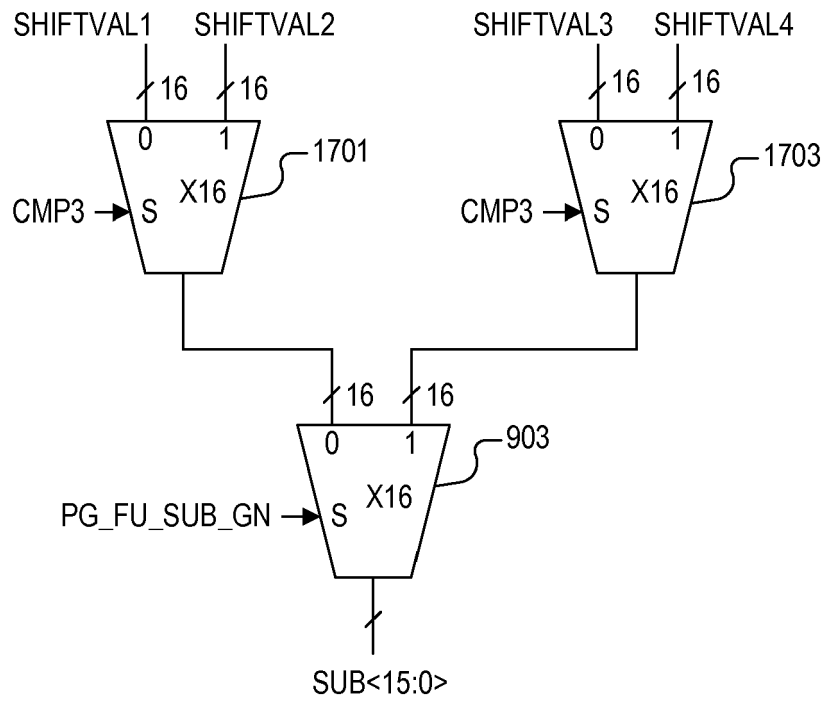 SHIFTVAL1 SHIFTVAL2 SHIFTVAL3 SHIFTVAL4
16 16 16 16
0 1 0 1
1701 1703
X16 X16
CMP3 S CMP3 S
16 16
0 1
903
X16
PG_FU_SUB_GN S
SUB<15:0>